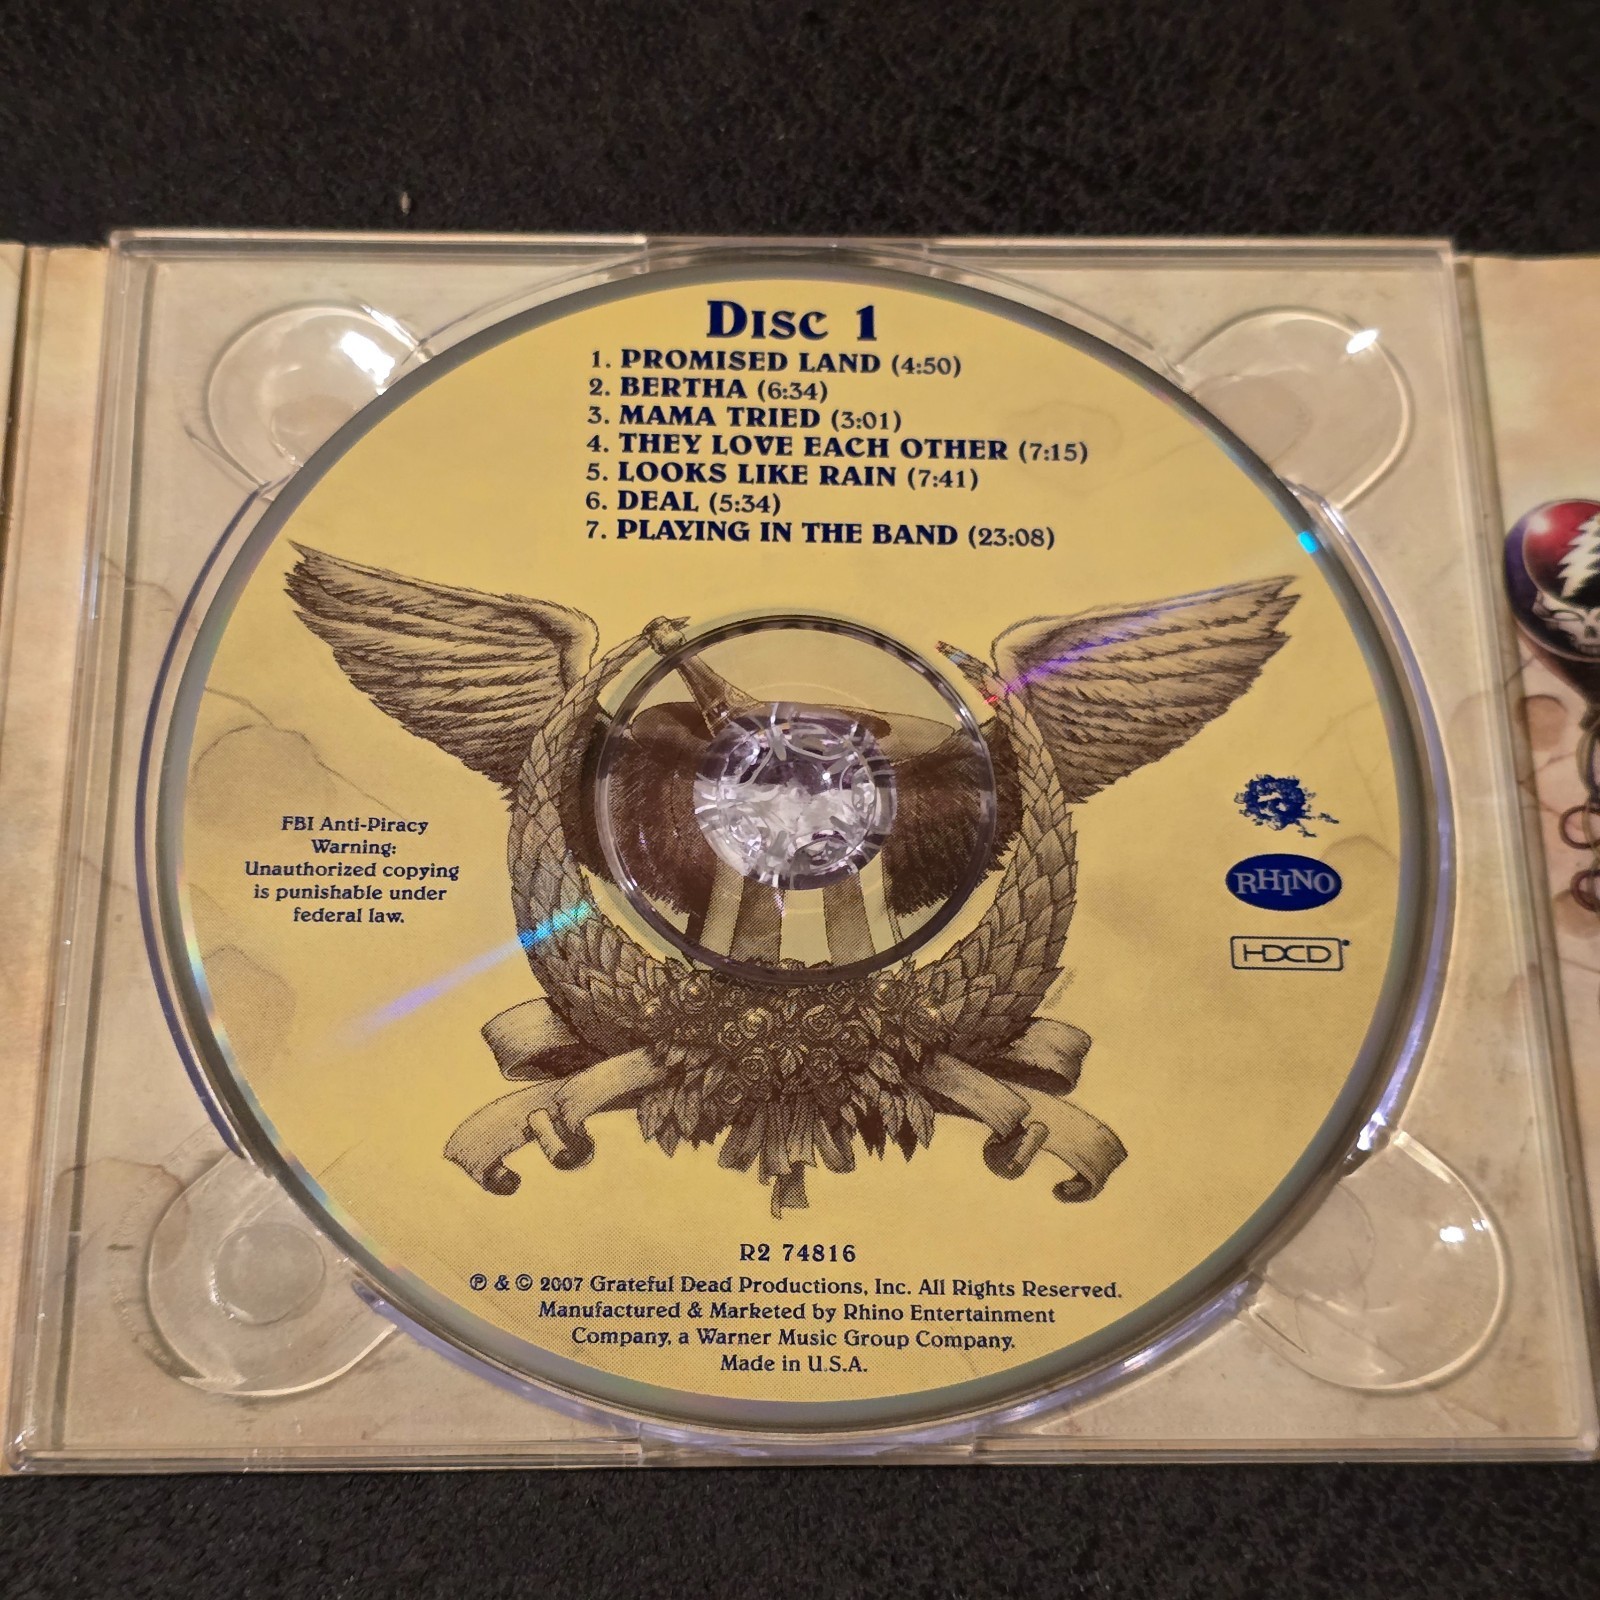 Disc 1
1. PROMISED LAND (4:50)
2. BERTHA (6:34)
3. MAMA TRIED (3:01)
4. THEY LOVE EACH OTHER (7:15)
5. LOOKS LIKE RAIN (7:41)
6. DEAL (5:34)
7. PLAYING IN THE BAND (23:08)
FBI Anti-Piracy
Warning:
Unauthorized copying
is punishable under
federal law.
RHINO
HDCD
R2 74816
℗ & © 2007 Grateful Dead Productions, Inc. All Rights Reserved.
Manufactured & Marketed by Rhino Entertainment
Company, a Warner Music Group Company.
Made in U.S.A.